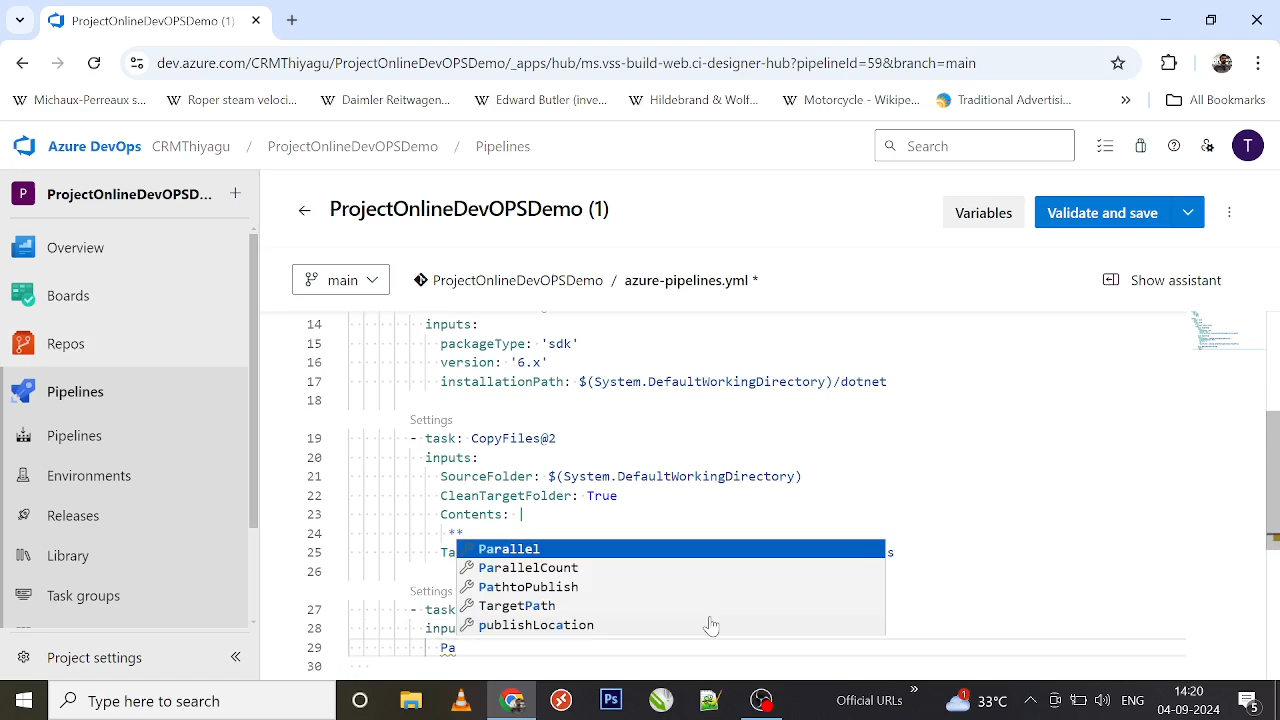 ProjectOnlineDevOPSDemo (1)
dev.azure.com/CRMThiyagu/ProjectOnlineDevOPSDemo/_apps/hub/ms.vss-build-web.ci-designer-hub?pipelineId=59&branch=main
Michaux-Perreaux s...
Roper steam veloci...
Daimler Reitwagen...
Edward Butler (inve...
Hildebrand & Wolf...
Motorcycle - Wikipe...
Traditional Advertisi...
»
All Bookmarks
Azure DevOps
CRMThiyagu / ProjectOnlineDevOPSDemo / Pipelines
Search
T
P
ProjectOnlineDevOPSD...
Overview
Boards
Repos
Pipelines
Pipelines
Environments
Releases
Library
Task groups
Project settings
ProjectOnlineDevOPSDemo (1)
Variables
Validate and save
main
ProjectOnlineDevOPSDemo / azure-pipelines.yml *
Show assistant
14 inputs:
15 packageType: 'sdk'
16 version: '6.x'
17 installationPath: $(System.DefaultWorkingDirectory)/dotnet
18
Settings
19 - task: CopyFiles@2
20 inputs:
21 SourceFolder: $(System.DefaultWorkingDirectory)
22 CleanTargetFolder: True
23 Contents: |
24 **
25 Ta s
26
Settings
27 - task
28 inpu
29 Pa
30
Parallel
ParallelCount
PathtoPublish
TargetPath
publishLocation
Type here to search
Ps
Official URLs
»
1
33°C
ENG
14:20
04-09-2024
5